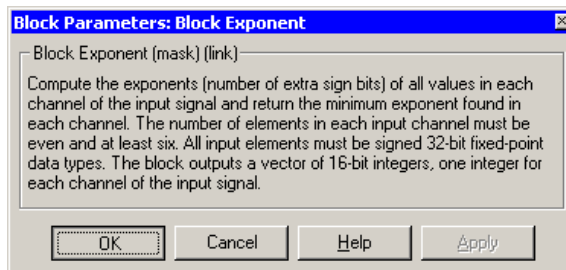 Block Parameters: Block Exponent
Block Exponent (mask) (link)
Compute the exponents (number of extra sign bits) of all values in each
channel of the input signal and return the minimum exponent found in
each channel. The number of elements in each input channel must be
even and at least six. All input elements must be signed 32-bit fixed-point
data types. The block outputs a vector of 16-bit integers, one integer for
each channel of the input signal.
OK Cancel Help Apply